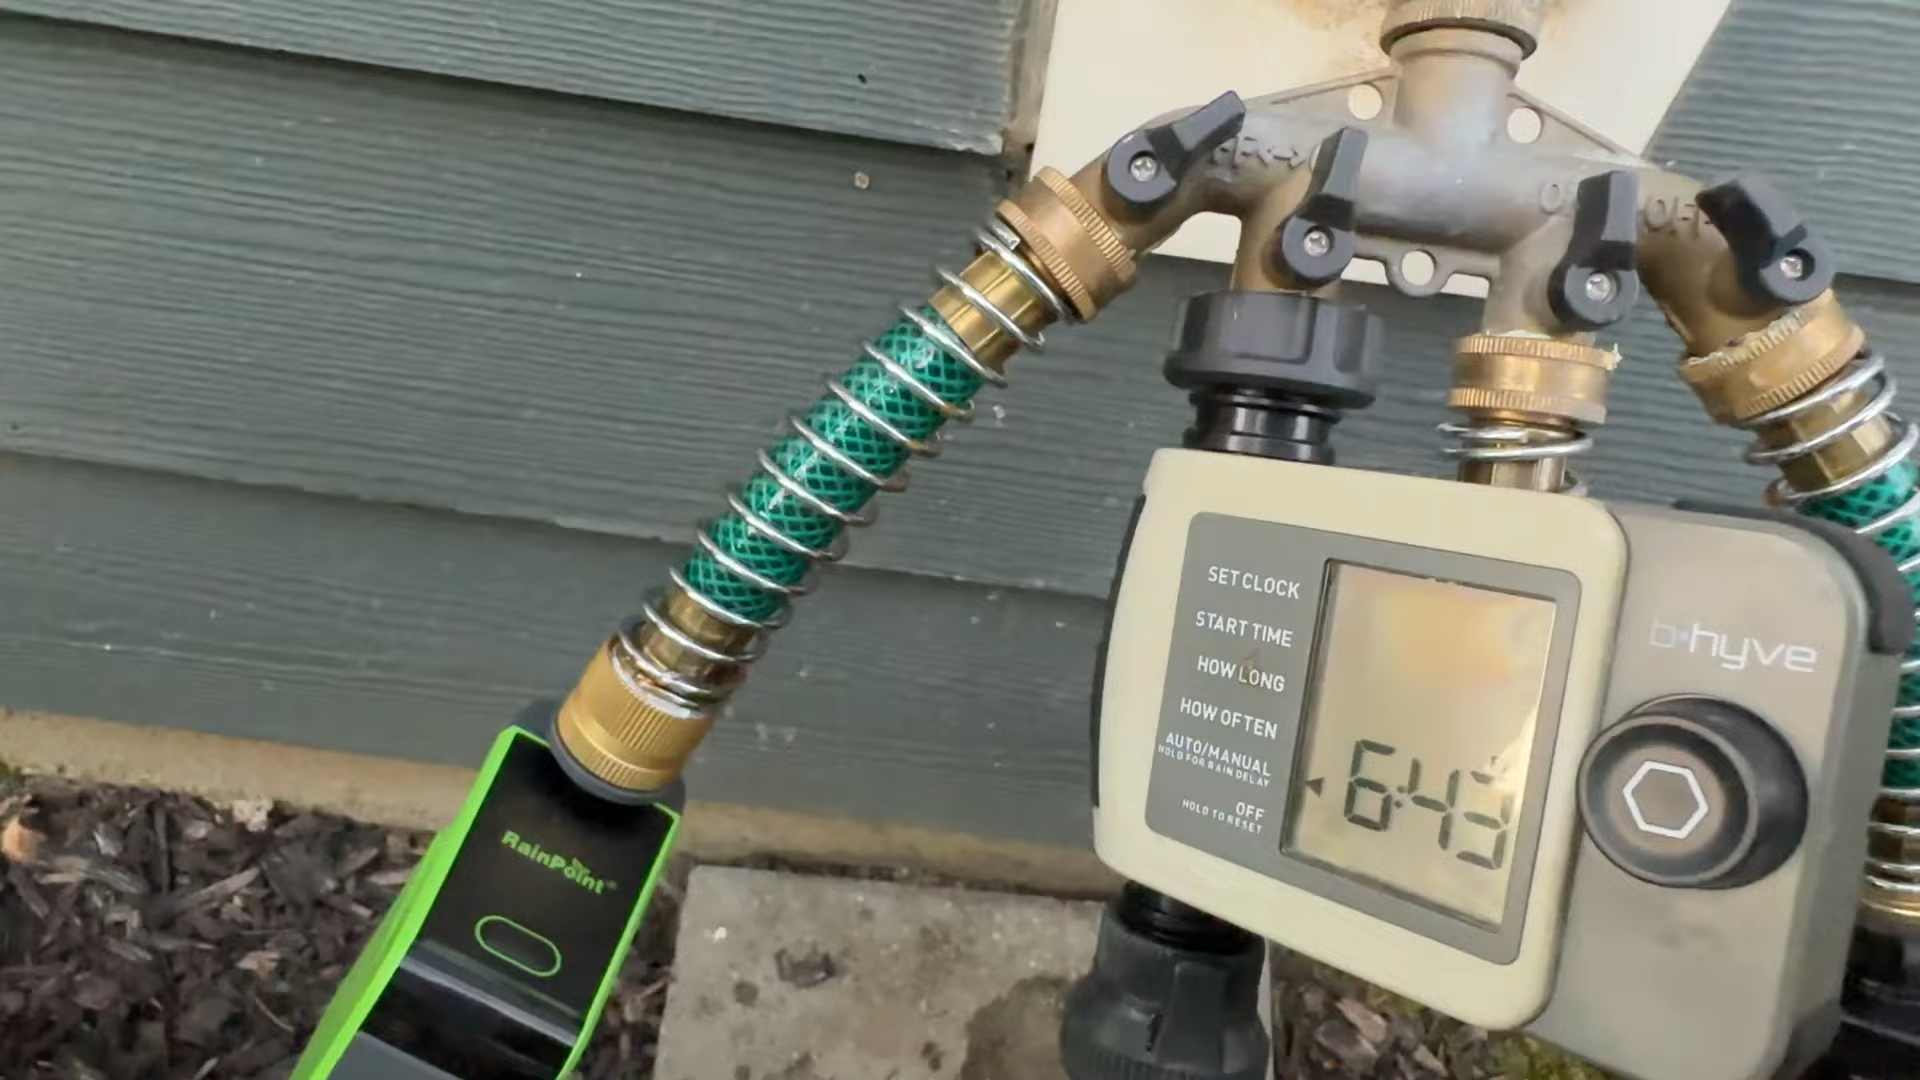 OFF
SET CLOCK
START TIME
HOW LONG
HOW OFTEN
AUTO/MANUAL
HOLD FOR RAIN DELAY
OFF
HOLD TO RESET
6:43
b·hyve
RainPoint®